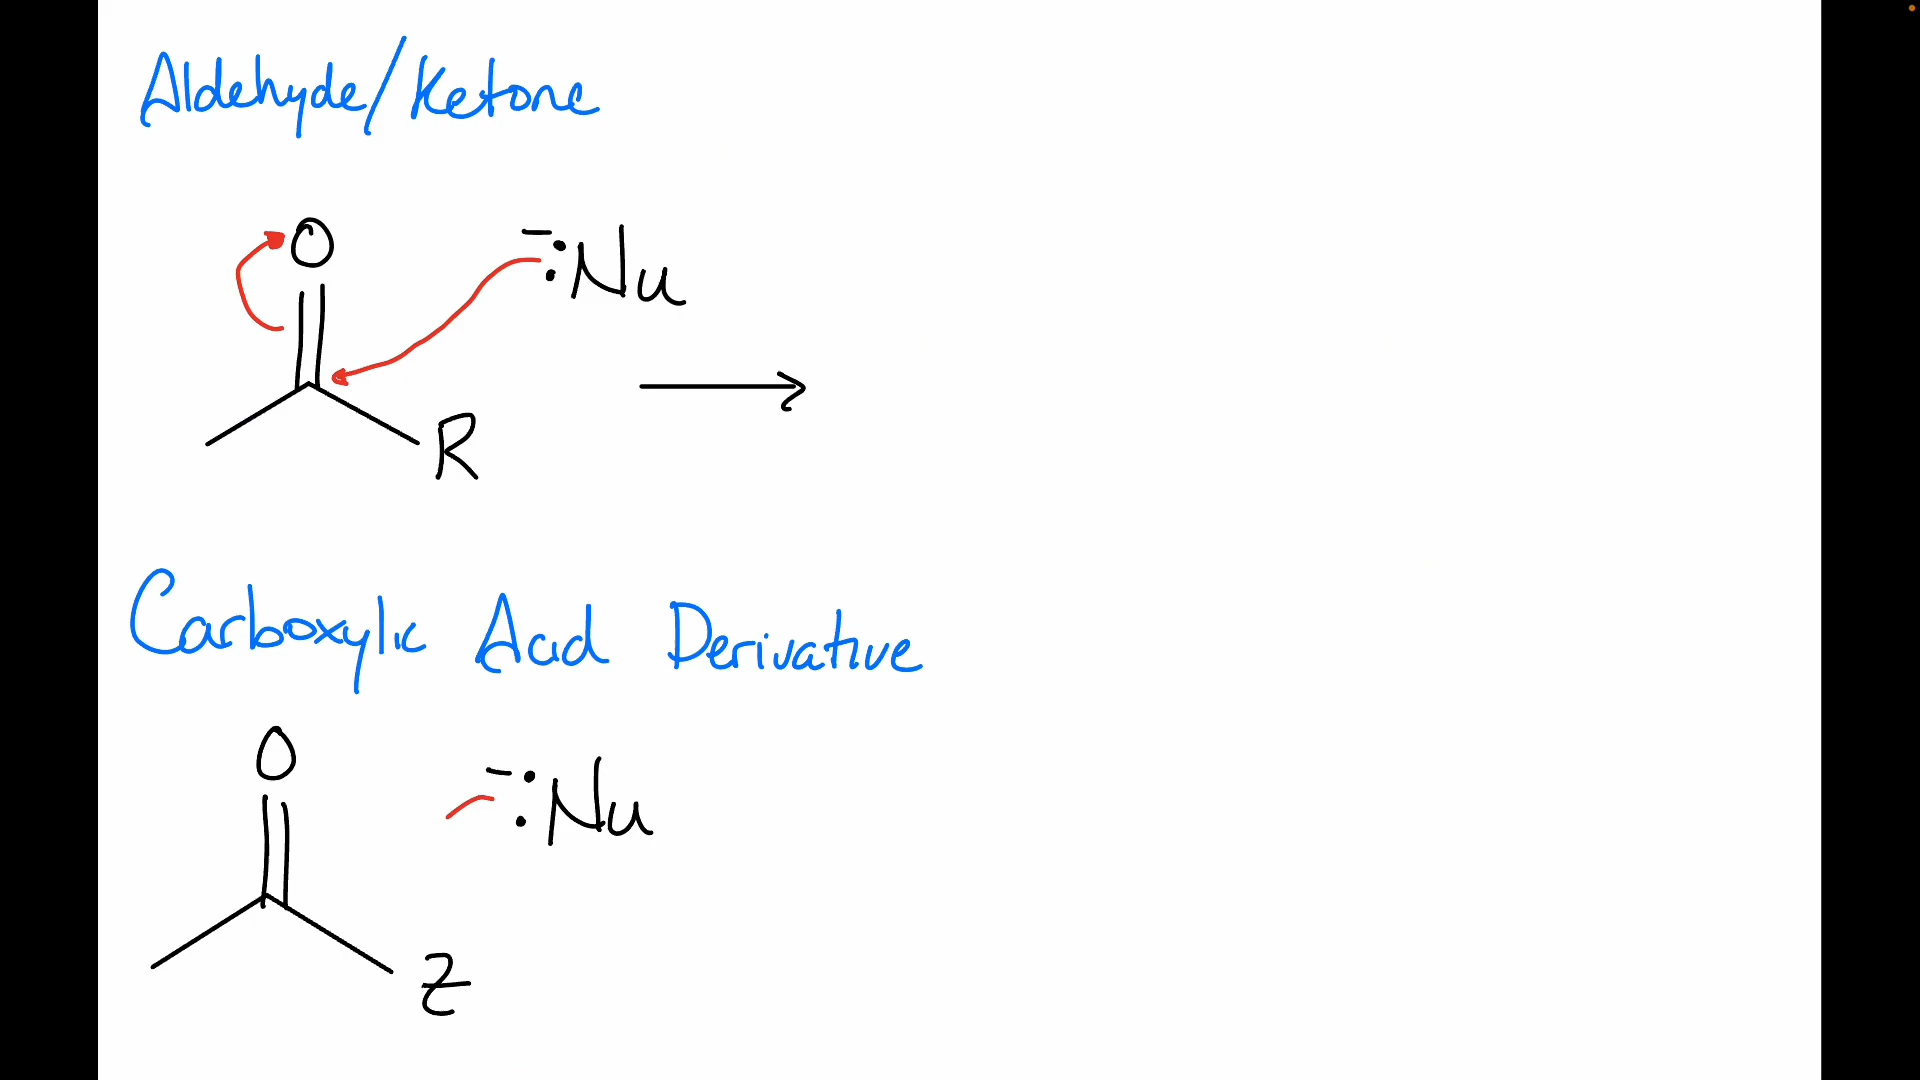 Aldehyde/Ketone
O
-:Nu
R
Carboxylic Acid Derivative
O
-:Nu
Z